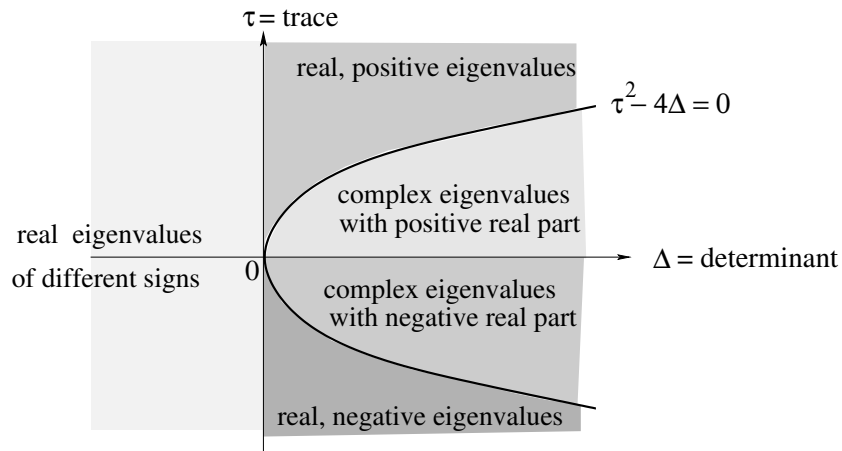 τ = trace
real, positive eigenvalues
τ² − 4Δ = 0
complex eigenvalues
with positive real part
real eigenvalues
of different signs
0
Δ = determinant
complex eigenvalues
with negative real part
real, negative eigenvalues